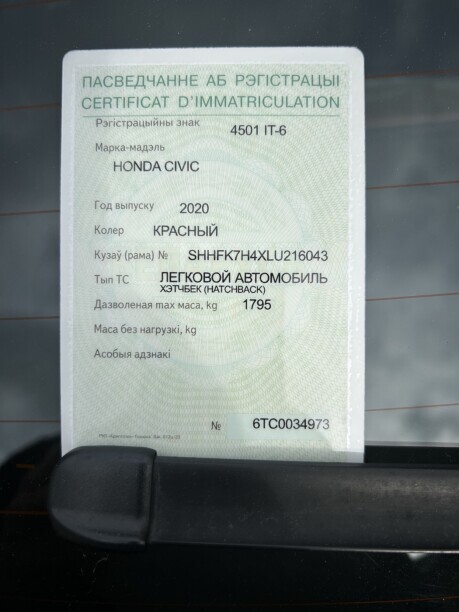 ПАСВЕДЧАННЕ АБ РЭГІСТРАЦЫІ
CERTIFICAT D'IMMATRICULATION
Рэгістрацыйны знак 4501 IT-6
Марка-мадэль
HONDA CIVIC
Год выпуску 2020
Колер КРАСНЫЙ
Кузаў (рама) № SHHFK7H4XLU216043
Тып ТС ЛЕГКОВОЙ АВТОМОБИЛЬ
ХЭТЧБЕК (HATCHBACK)
Дазволеная max маса, kg 1795
Маса без нагрузкі, kg
Асобыя адзнакі
№ 6TC0034973